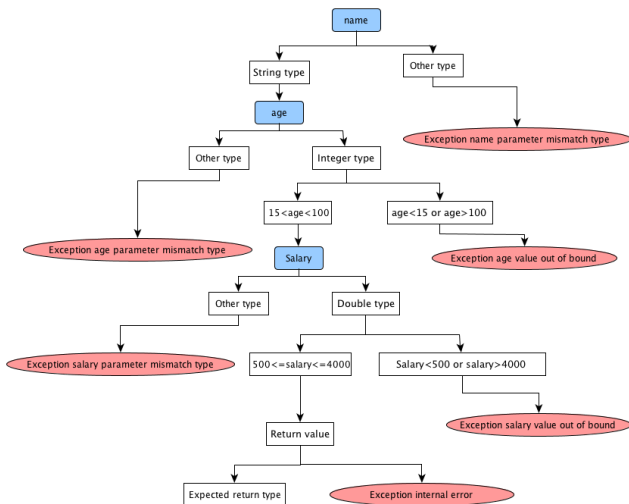 name
String type
Other type
age
Exception name parameter mismatch type
Other type
Integer type
15<age<100
age<15 or age>100
Exception age parameter mismatch type
Salary
Exception age value out of bound
Other type
Double type
Exception salary parameter mismatch type
500<=salary<=4000
Salary<500 or salary>4000
Exception salary value out of bound
Return value
Expected return type
Exception internal error